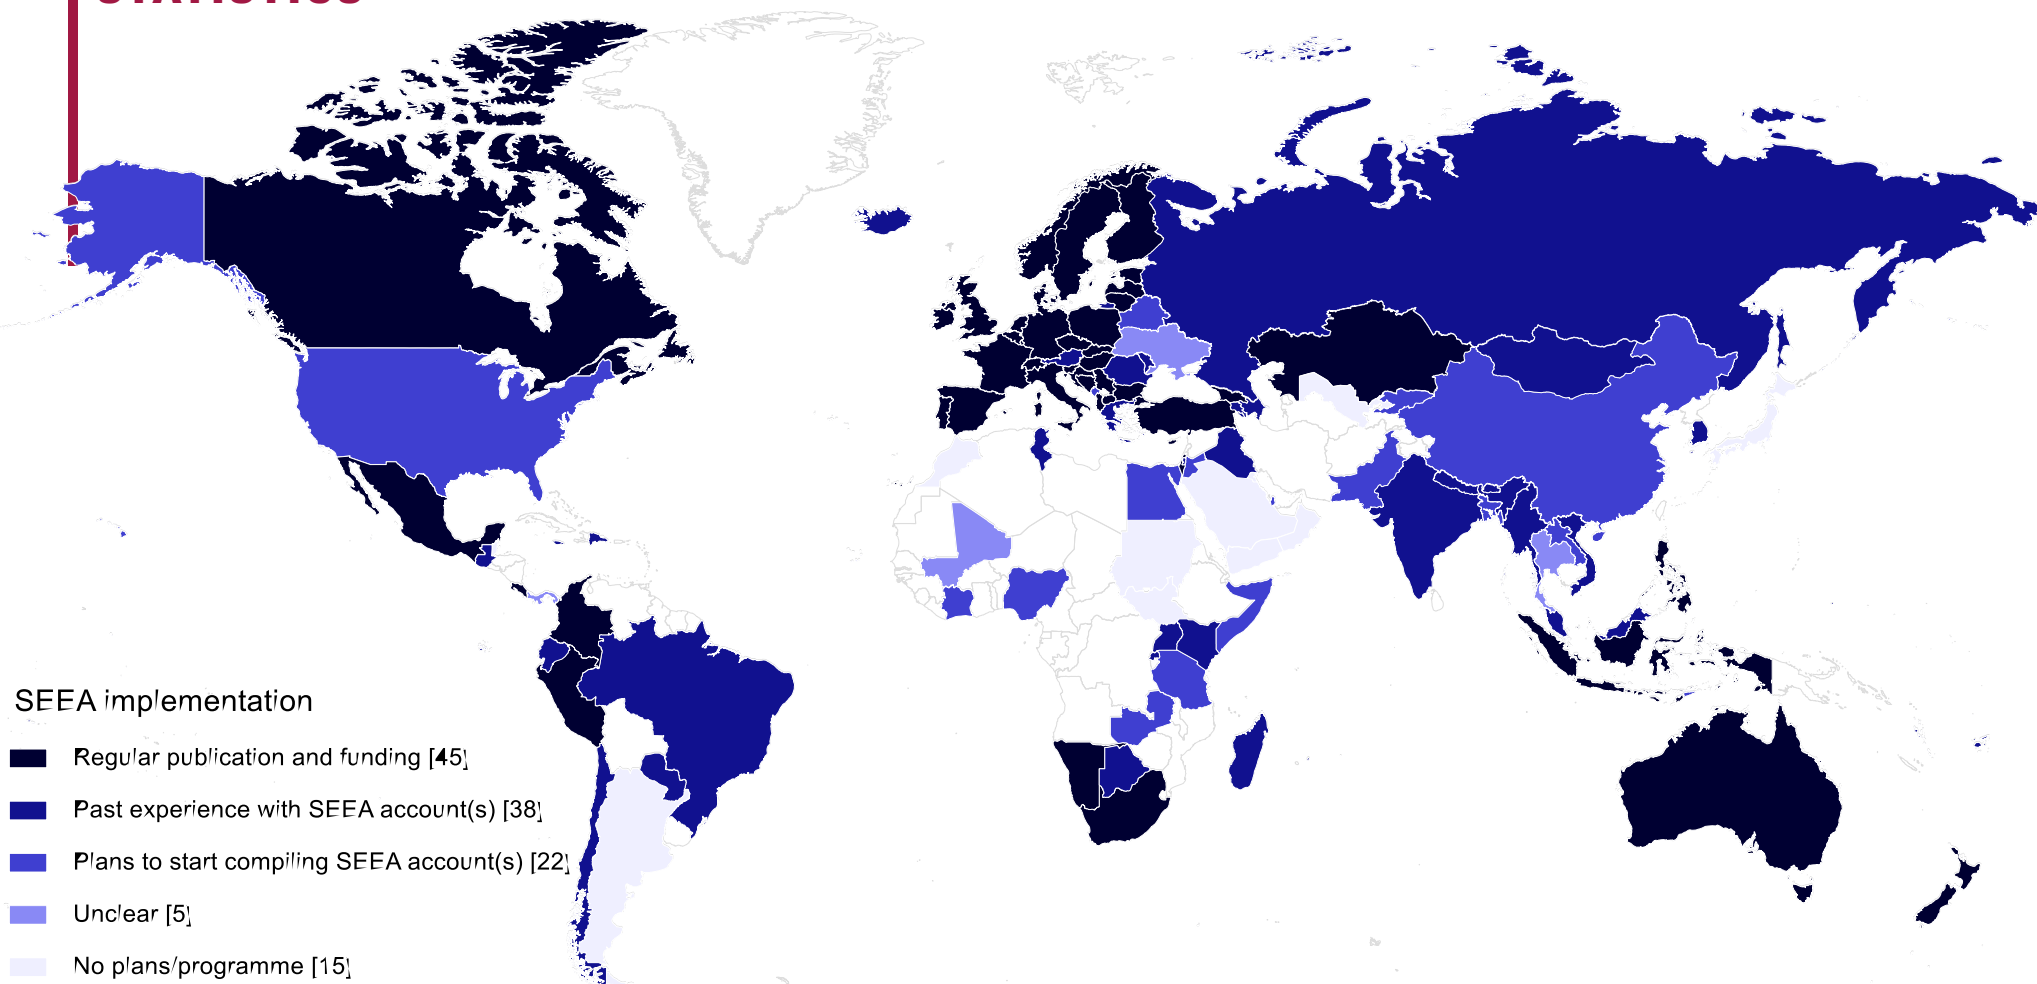 STATISTICS
SEEA implementation
Regular publication and funding [45]
Past experience with SEEA account(s) [38]
Plans to start compiling SEEA account(s) [22]
Unclear [5]
No plans/programme [15]